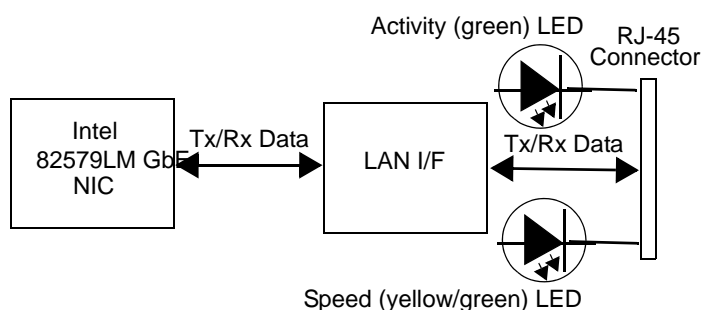 Activity (green) LED
RJ-45
Connector
Intel
82579LM GbE
NIC
Tx/Rx Data
LAN I/F
Tx/Rx Data
Speed (yellow/green) LED